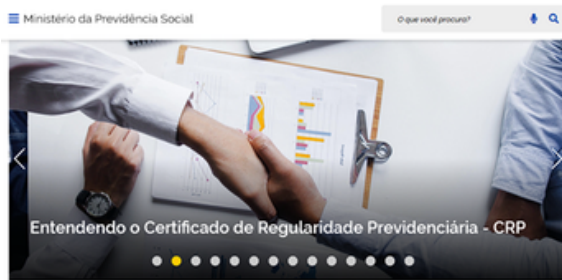 Ministério da Previdência Social
O que você procura?
Entendendo o Certificado de Regularidade Previdenciária - CRP